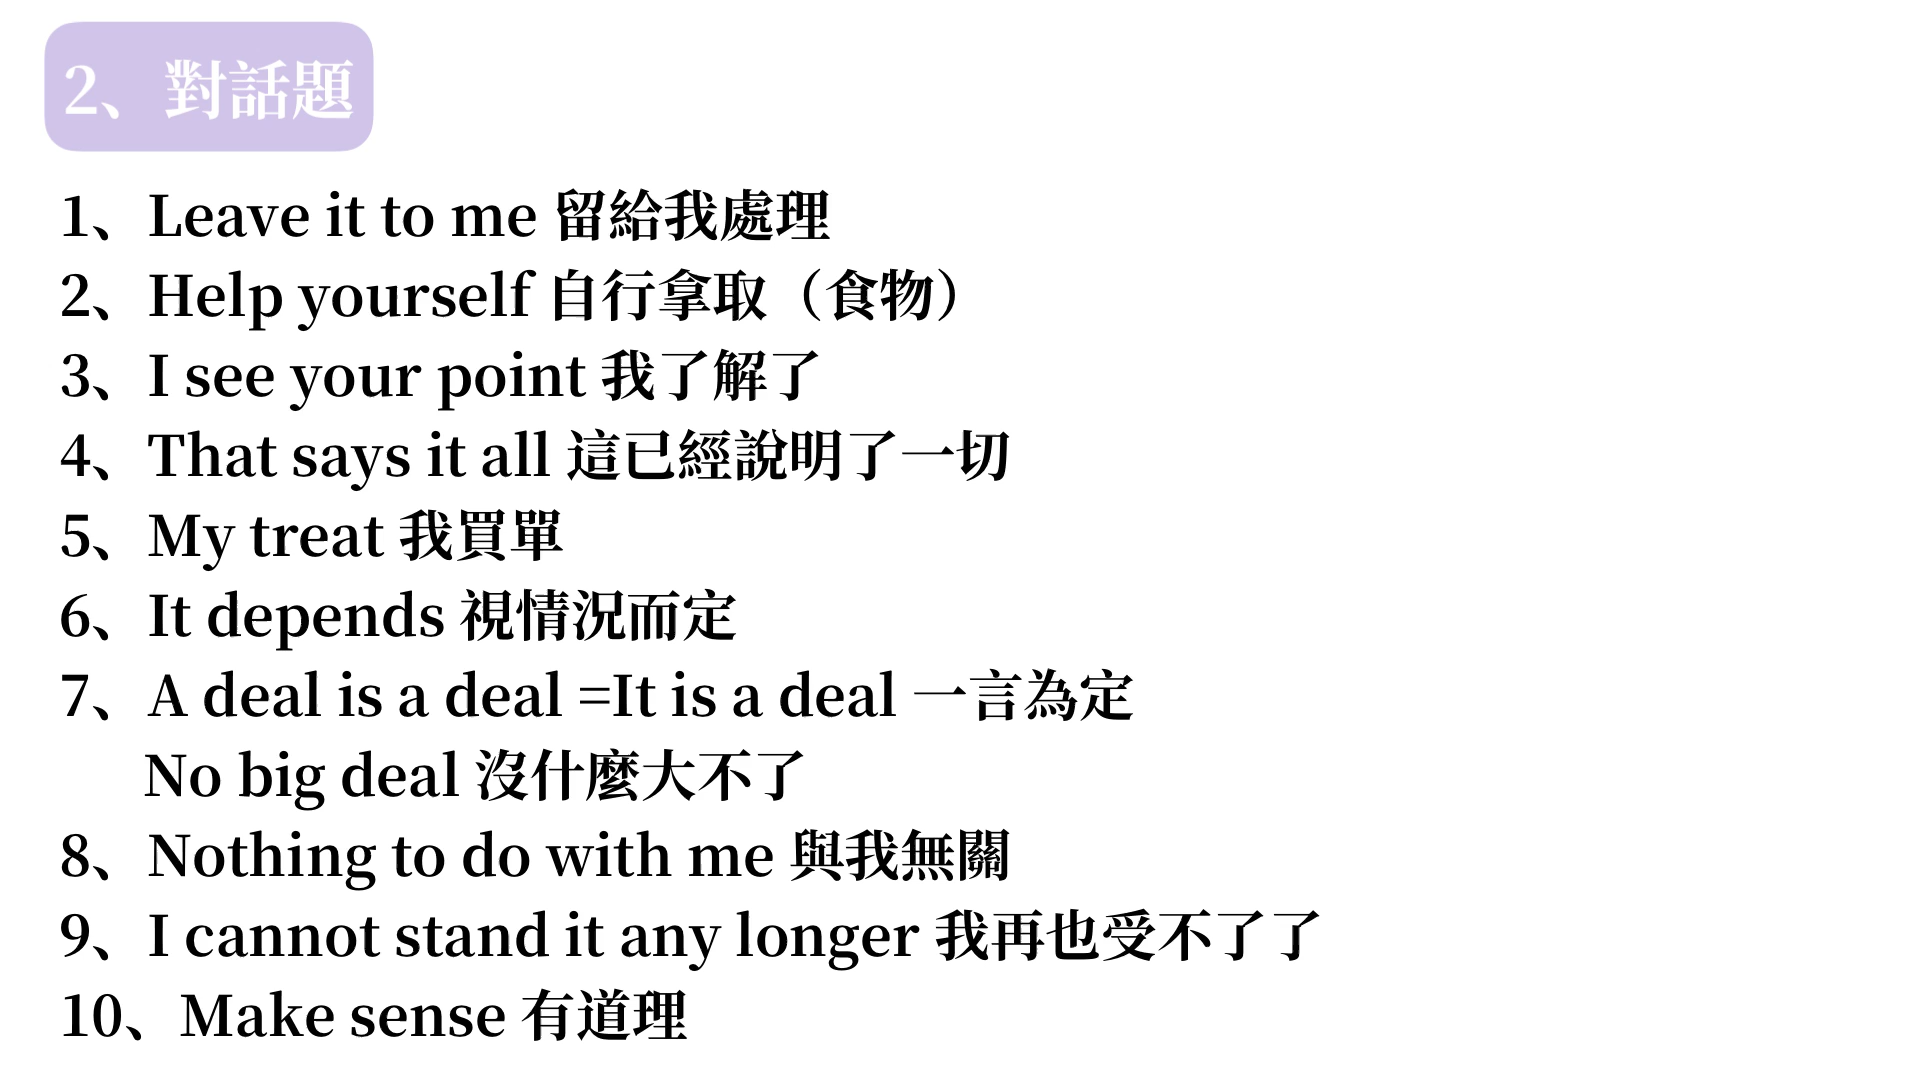 2、對話題
1、Leave it to me 留給我處理
2、Help yourself 自行拿取（食物）
3、I see your point 我了解了
4、That says it all 這已經說明了一切
5、My treat 我買單
6、It depends 視情況而定
7、A deal is a deal =It is a deal 一言為定
No big deal 沒什麼大不了
8、Nothing to do with me 與我無關
9、I cannot stand it any longer 我再也受不了了
10、Make sense 有道理